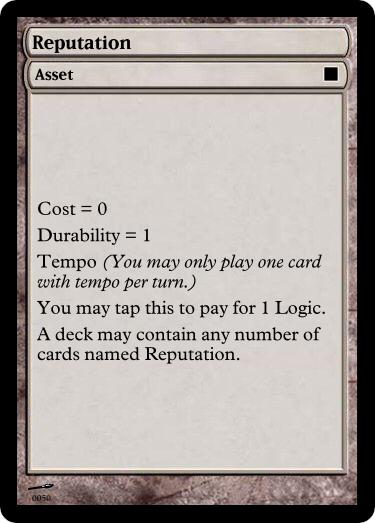 Reputation
Asset
Cost = 0
Durability = 1
Tempo (You may only play one card
with tempo per turn.)
You may tap this to pay for 1 Logic.
A deck may contain any number of
cards named Reputation.
0050